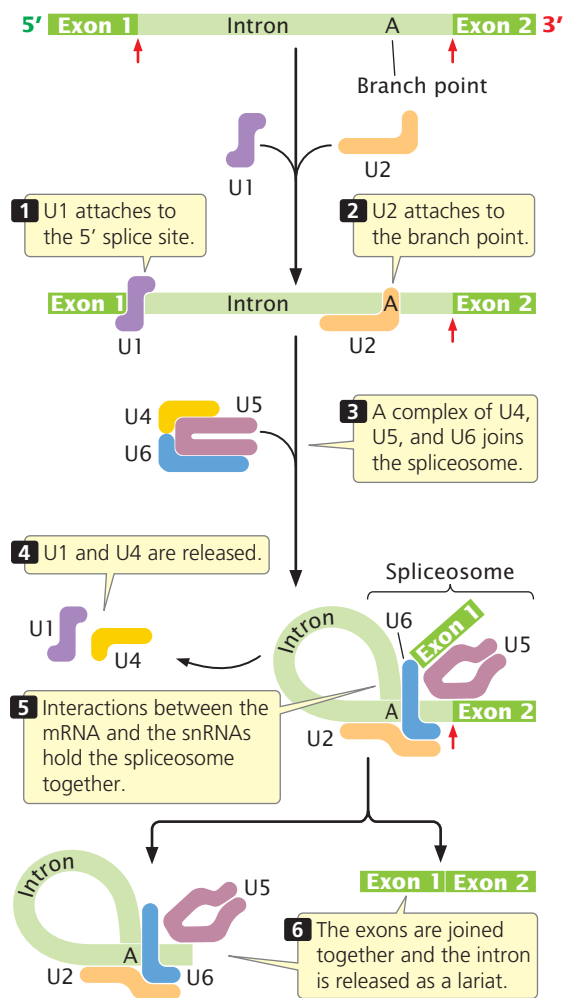 5′ Exon 1 Intron A Exon 2 3′
Branch point
U1
U2
1 U1 attaches to
the 5′ splice site.
2 U2 attaches to
the branch point.
Exon 1 Intron A Exon 2
U1
U2
U4
U5
U6
3 A complex of U4,
U5, and U6 joins
the spliceosome.
4 U1 and U4 are released.
U1
U4
Spliceosome
Intron
U6
Exon 1
U5
A
Exon 2
U2
5 Interactions between the
mRNA and the snRNAs
hold the spliceosome
together.
Intron
U5
A
U2
U6
Exon 1 Exon 2
6 The exons are joined
together and the intron
is released as a lariat.